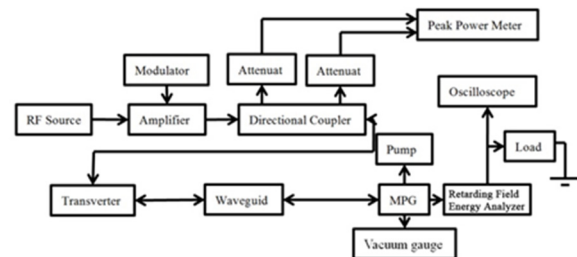 Peak Power Meter
Modulator
Attenuat
Attenuat
Oscilloscope
RF Source
Amplifier
Directional Coupler
Pump
Load
Transverter
Waveguid
MPG
Retarding Field
Energy Analyzer
Vacuum gauge